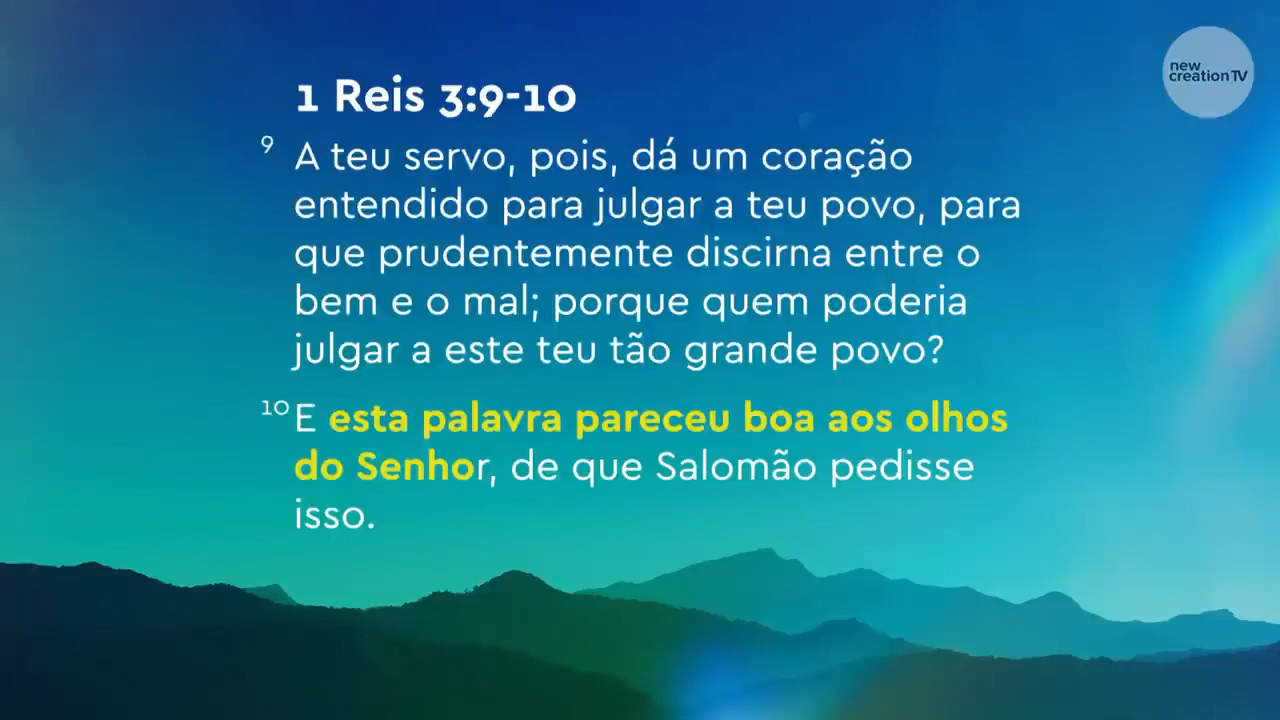 new
creation TV
1 Reis 3:9-10
9 A teu servo, pois, dá um coração
entendido para julgar a teu povo, para
que prudentemente discirna entre o
bem e o mal; porque quem poderia
julgar a este teu tão grande povo?
10 E esta palavra pareceu boa aos olhos
do Senhor, de que Salomão pedisse
isso.